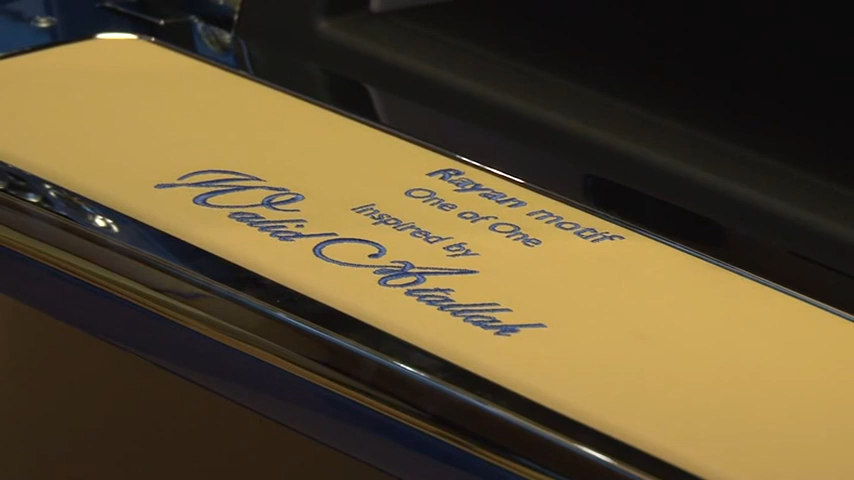 Rayan motif
One of One
Inspired by
Walid Atallah